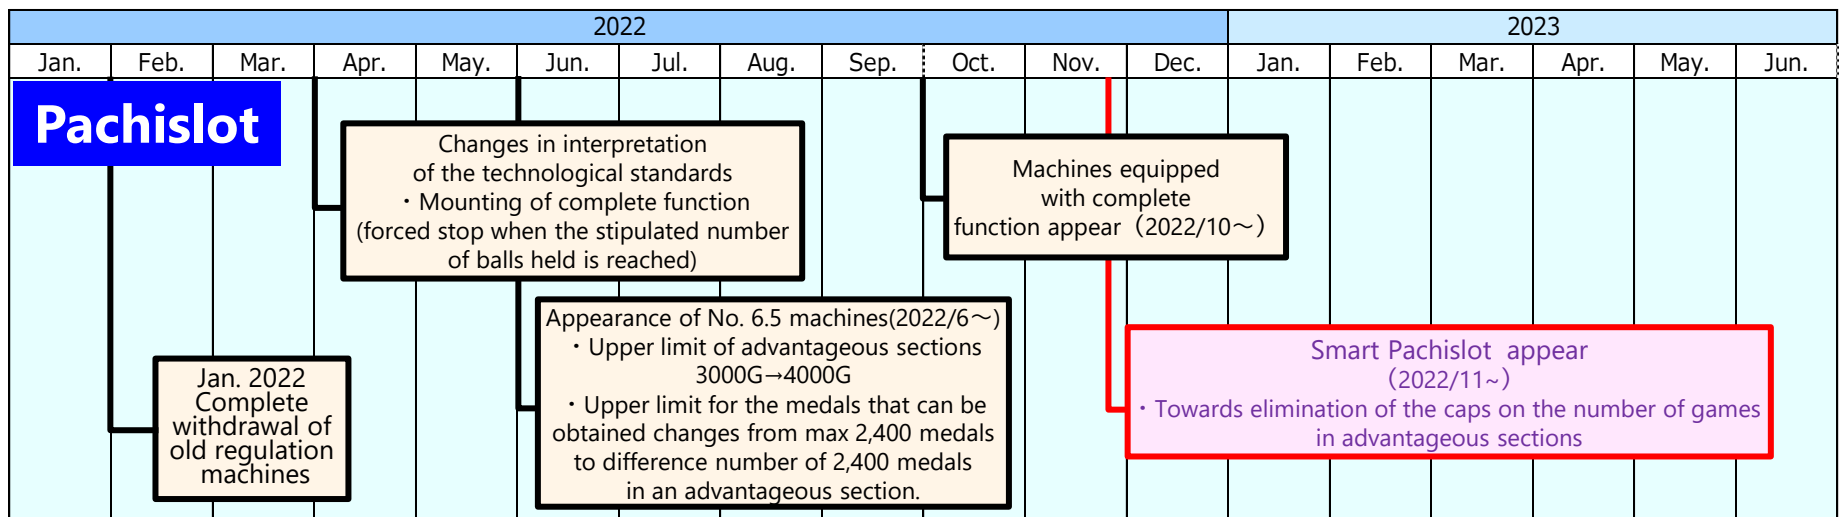 2022
2023
Jan.
Feb.
Mar.
Apr.
May.
Jun.
Jul.
Aug.
Sep.
Oct.
Nov.
Dec.
Jan.
Feb.
Mar.
Apr.
May.
Jun.
Pachislot
Changes in interpretation
of the technological standards
・Mounting of complete function
(forced stop when the stipulated number
of balls held is reached)
Machines equipped
with complete
function appear（2022/10～）
Appearance of No. 6.5 machines(2022/6～)
・Upper limit of advantageous sections
3000G→4000G
・Upper limit for the medals that can be
obtained changes from max 2,400 medals
to difference number of 2,400 medals
in an advantageous section.
Jan. 2022
Complete
withdrawal of
old regulation
machines
Smart Pachislot appear
（2022/11~）
・Towards elimination of the caps on the number of games
in advantageous sections